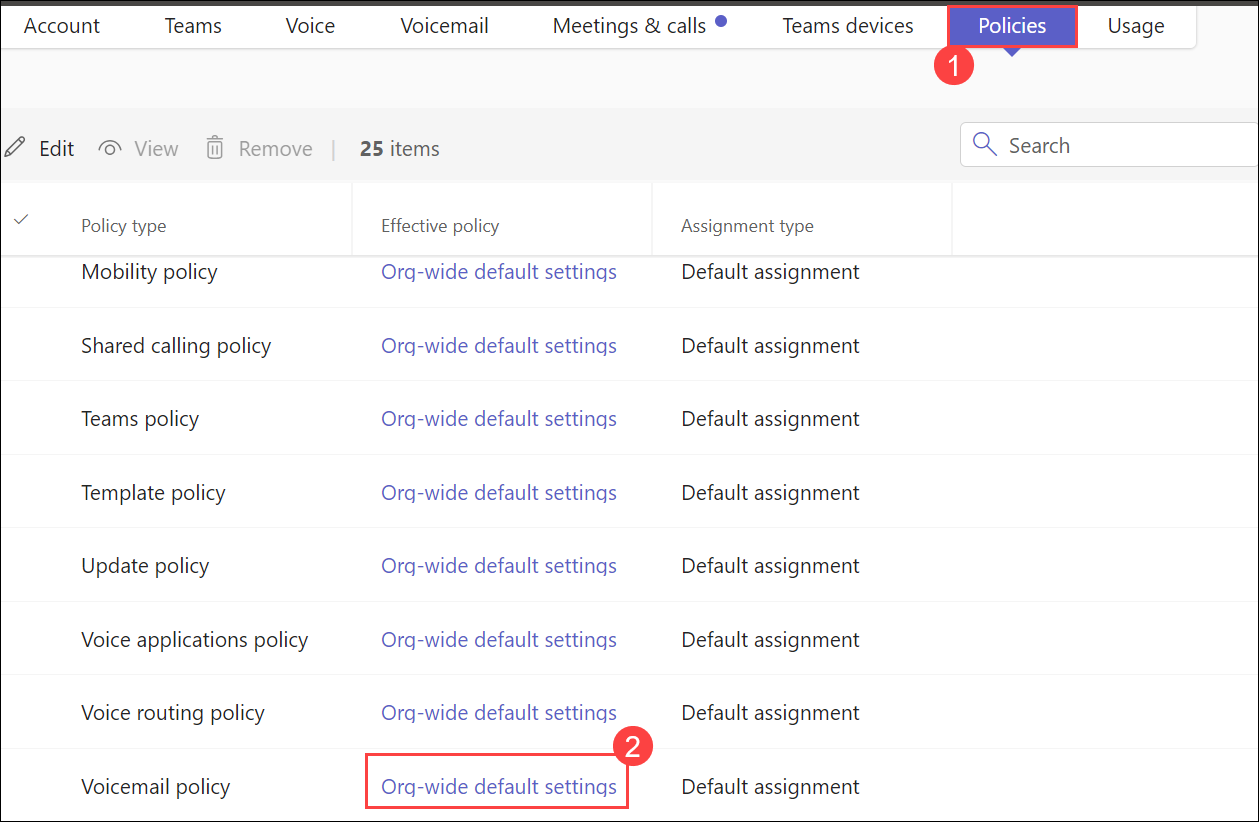 Account Teams Voice Voicemail Meetings & calls Teams devices Policies Usage
1
Edit View Remove | 25 items Search
Policy type Effective policy Assignment type
Mobility policy Org-wide default settings Default assignment
Shared calling policy Org-wide default settings Default assignment
Teams policy Org-wide default settings Default assignment
Template policy Org-wide default settings Default assignment
Update policy Org-wide default settings Default assignment
Voice applications policy Org-wide default settings Default assignment
Voice routing policy Org-wide default settings Default assignment
2
Voicemail policy Org-wide default settings Default assignment